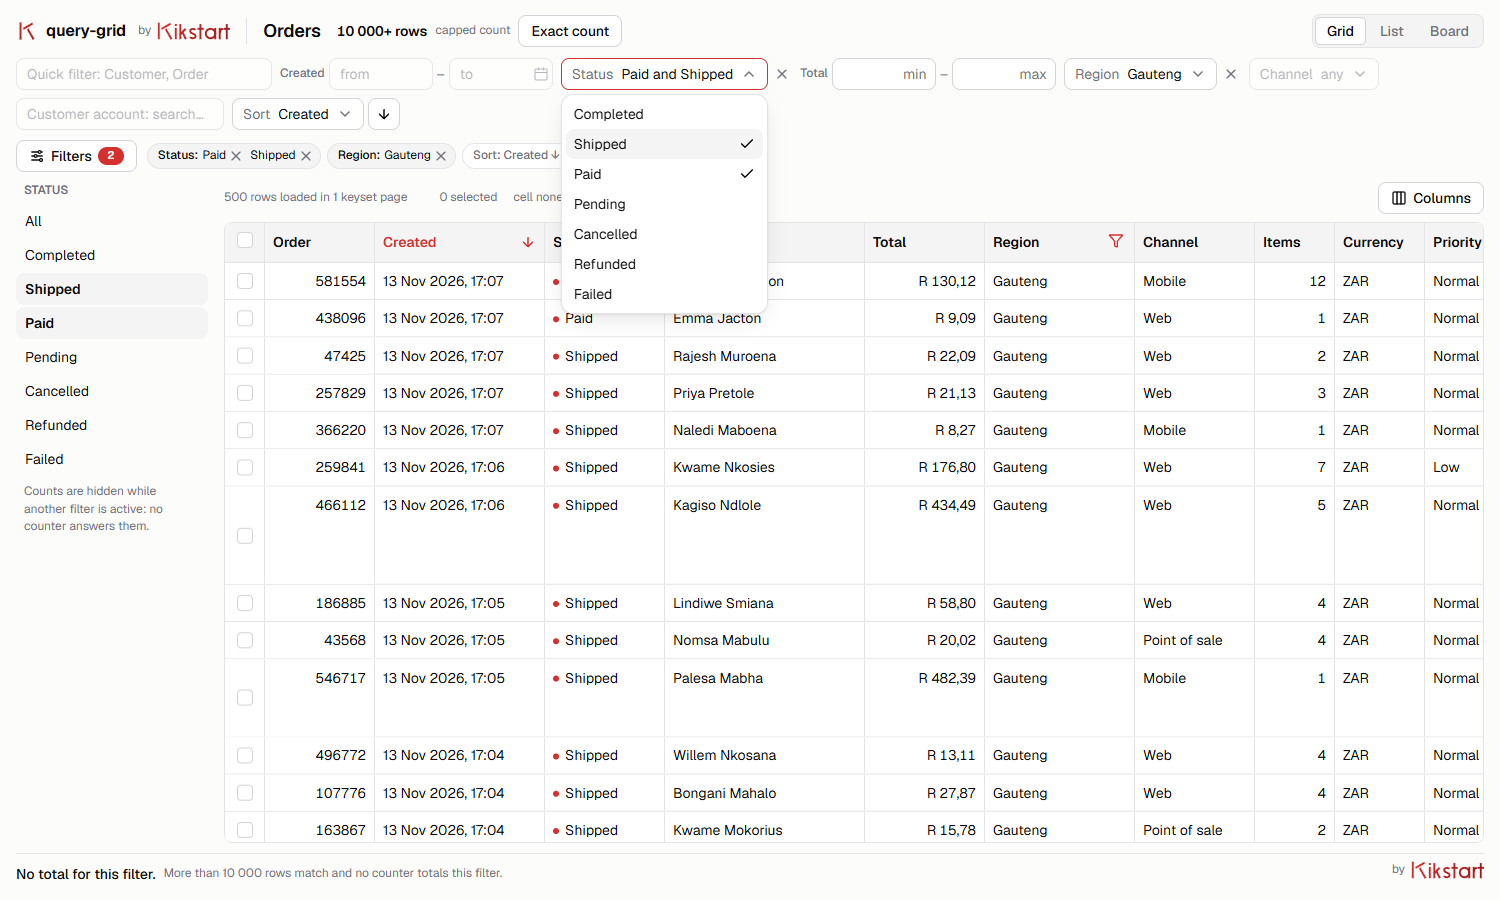 query-grid by Kikstart Orders 10 000+ rows capped count Exact count Grid List Board
Quick filter: Customer, Order Created from – to Status Paid and Shipped Total min – max Region Gauteng Channel any
Customer account: search... Sort Created
Filters 2 Status: Paid Shipped Region: Gauteng Sort: Created
Completed
Shipped
Paid
Pending
Cancelled
Refunded
Failed
STATUS
All
Completed
Shipped
Paid
Pending
Cancelled
Refunded
Failed
Counts are hidden while
another filter is active: no
counter answers them.
500 rows loaded in 1 keyset page 0 selected cell none Columns
Order Created S Total Region Channel Items Currency Priority
581554 13 Nov 2026, 17:07 on R 130,12 Gauteng Mobile 12 ZAR Normal
438096 13 Nov 2026, 17:07 Paid Emma Jacton R 9,09 Gauteng Web 1 ZAR Normal
47425 13 Nov 2026, 17:07 Shipped Rajesh Muroena R 22,09 Gauteng Web 2 ZAR Normal
257829 13 Nov 2026, 17:07 Shipped Priya Pretole R 21,13 Gauteng Web 3 ZAR Normal
366220 13 Nov 2026, 17:07 Shipped Naledi Maboena R 8,27 Gauteng Mobile 1 ZAR Normal
259841 13 Nov 2026, 17:06 Shipped Kwame Nkosies R 176,80 Gauteng Web 7 ZAR Low
466112 13 Nov 2026, 17:06 Shipped Kagiso Ndlole R 434,49 Gauteng Web 5 ZAR Normal
186885 13 Nov 2026, 17:05 Shipped Lindiwe Smiana R 58,80 Gauteng Web 4 ZAR Normal
43568 13 Nov 2026, 17:05 Shipped Nomsa Mabulu R 20,02 Gauteng Point of sale 4 ZAR Normal
546717 13 Nov 2026, 17:05 Shipped Palesa Mabha R 482,39 Gauteng Mobile 1 ZAR Normal
496772 13 Nov 2026, 17:04 Shipped Willem Nkosana R 13,11 Gauteng Web 4 ZAR Normal
107776 13 Nov 2026, 17:04 Shipped Bongani Mahalo R 27,87 Gauteng Web 4 ZAR Normal
163867 13 Nov 2026, 17:04 Shipped Kwame Mokorius R 15,78 Gauteng Point of sale 2 ZAR Normal
No total for this filter. More than 10 000 rows match and no counter totals this filter. by Kikstart